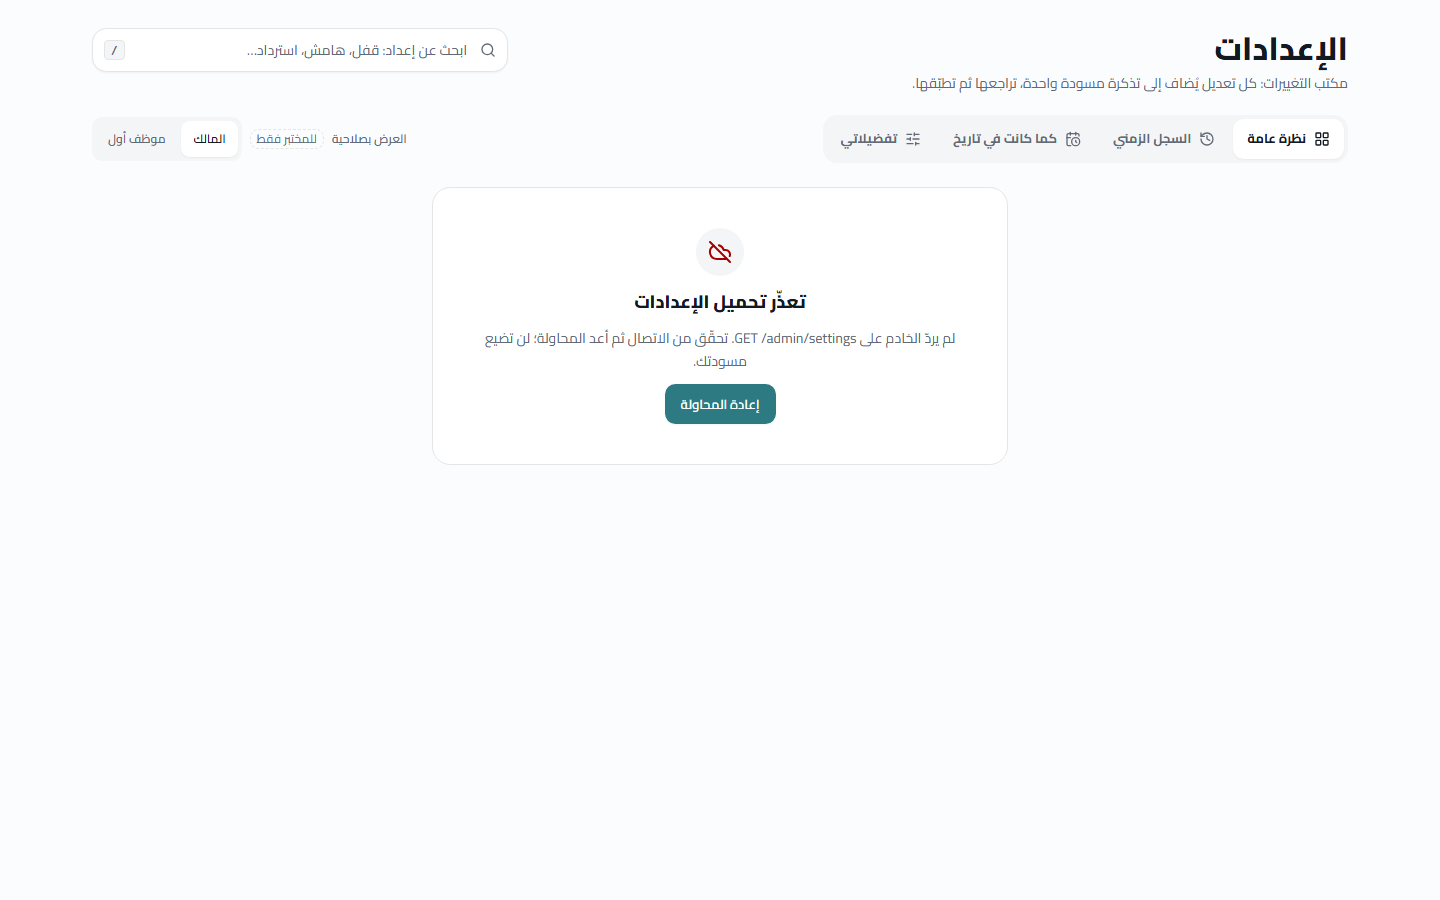 الإعدادات
مكتب التغييرات: كل تعديل يُضاف إلى تذكرة مسودة واحدة، تراجعها ثم تطبّقها.
ابحث عن إعداد: قفل، هامش، استرداد...
/
نظرة عامة
السجل الزمني
كما كانت في تاريخ
تفضيلاتي
العرض بصلاحية
للمختبر فقط
المالك
موظف أول
تعذّر تحميل الإعدادات
لم يردّ الخادم على GET /admin/settings. تحقّق من الاتصال ثم أعد المحاولة؛ لن تضيع
مسودتك.
إعادة المحاولة